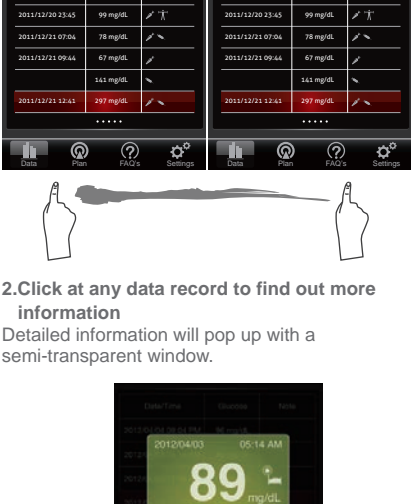 2011/12/20 23:45 99 mg/dL
2011/12/21 07:04 78 mg/dL
2011/12/21 09:44 67 mg/dL
141 mg/dL
2011/12/21 12:41 297 mg/dL
Data Plan FAQ's Settings
2011/12/20 23:45 99 mg/dL
2011/12/21 07:04 78 mg/dL
2011/12/21 09:44 67 mg/dL
141 mg/dL
2011/12/21 12:41 297 mg/dL
Data Plan FAQ's Settings
2.Click at any data record to find out more
information
Detailed information will pop up with a
semi-transparent window.
Date/Time Glucose Note
2012/04/03 05:14 AM
89
mg/dL